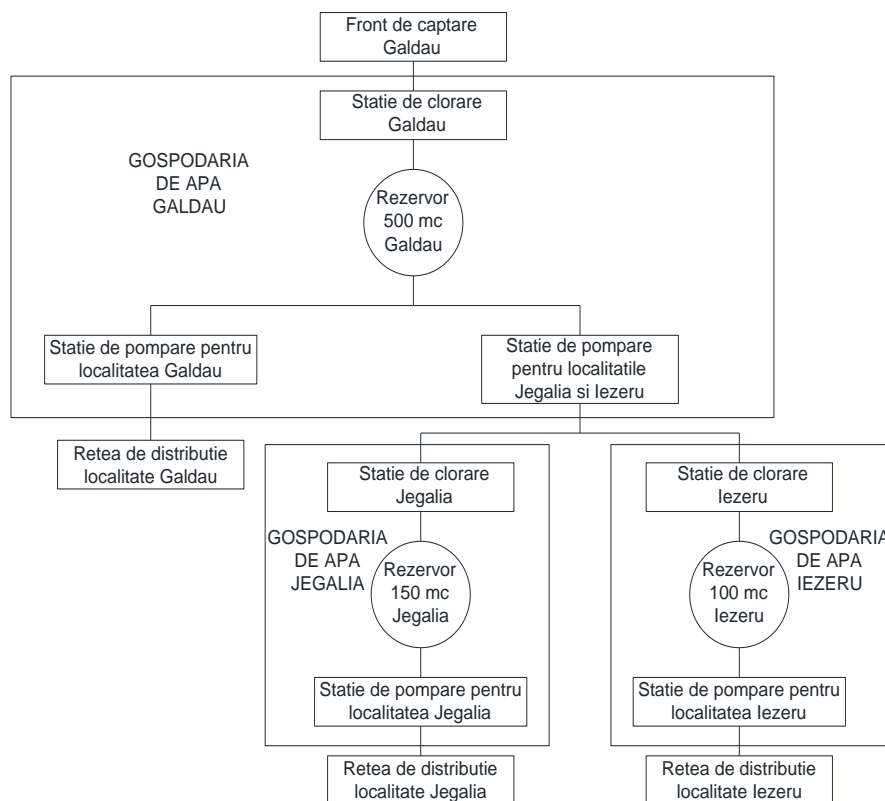 Front de captare
Galdau
Statie de clorare
Galdau
GOSPODARIA
DE APA
GALDAU
Rezervor
500 mc
Galdau
Statie de pompare pentru
localitatea Galdau
Statie de pompare
pentru localitatile
Jegalia si Iezeru
Retea de distributie
localitate Galdau
Statie de clorare
Jegalia
Statie de clorare
Iezeru
GOSPODARIA
DE APA
JEGALIA
Rezervor
150 mc
Jegalia
Rezervor
100 mc
Iezeru
GOSPODARIA
DE APA
IEZERU
Statie de pompare pentru
localitatea Jegalia
Statie de pompare pentru
localitatea Iezeru
Retea de distributie
localitate Jegalia
Retea de distributie
localitate Iezeru